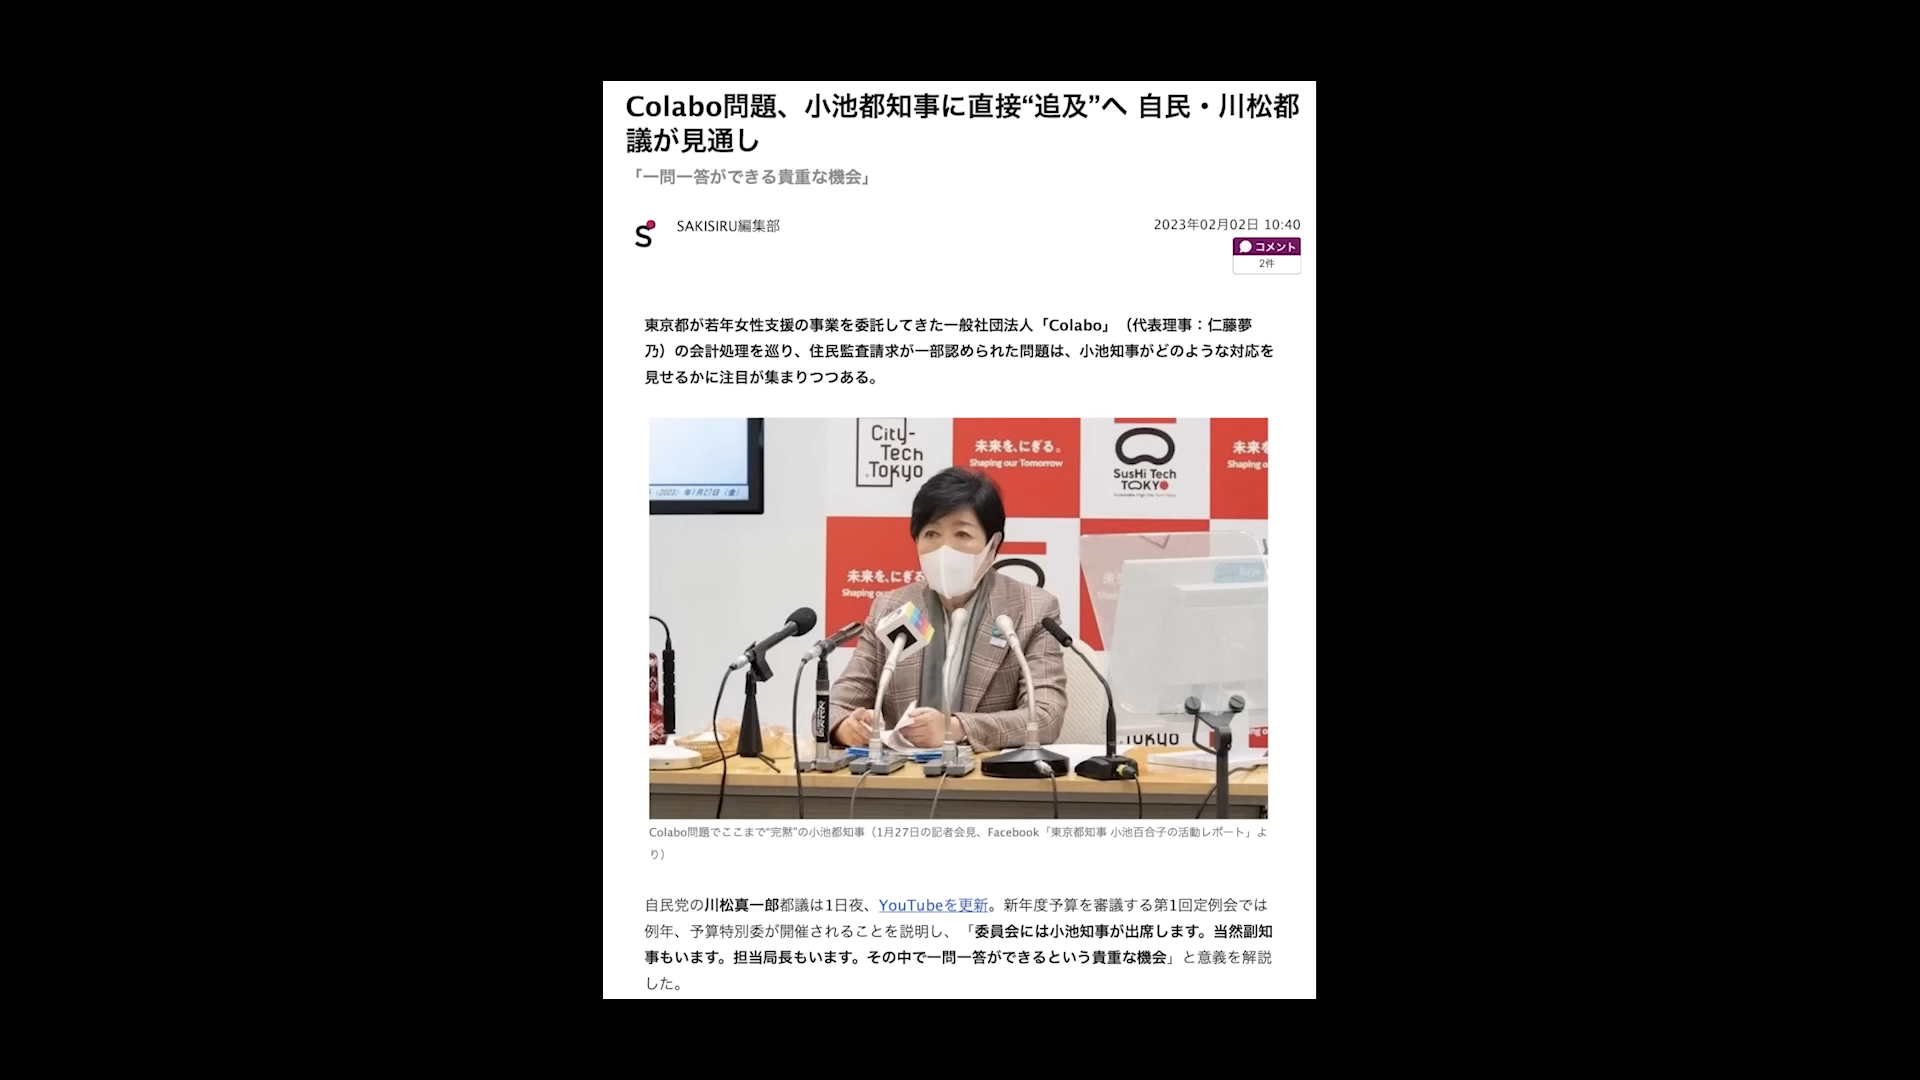 Colabo問題、小池都知事に直接“追及”へ 自民・川松都
議が見通し
「一問一答ができる貴重な機会」
SAKISIRU編集部
2023年02月02日 10:40
コメント
2件
東京都が若年女性支援の事業を委託してきた一般社団法人「Colabo」（代表理事：仁藤夢
乃）の会計処理を巡り、住民監査請求が一部認められた問題は、小池知事がどのような対応を
見せるかに注目が集まりつつある。
City-
Tech
.Tokyo
未来を、にぎる。
Shaping our Tomorrow
SusHi Tech
TOKYO
未来を
Shaping o
(2023) 年1月27日（金）
未来を、にぎる
Shaping our
TOKYO
ng o
Colabo問題でここまで“完黙”の小池都知事（1月27日の記者会見、Facebook「東京都知事 小池百合子の活動レポート」よ
り）
自民党の川松真一郎都議は1日夜、YouTubeを更新。新年度予算を審議する第1回定例会では
例年、予算特別委が開催されることを説明し、「委員会には小池知事が出席します。当然副知
事もいます。担当局長もいます。その中で一問一答ができるという貴重な機会」と意義を解説
した。